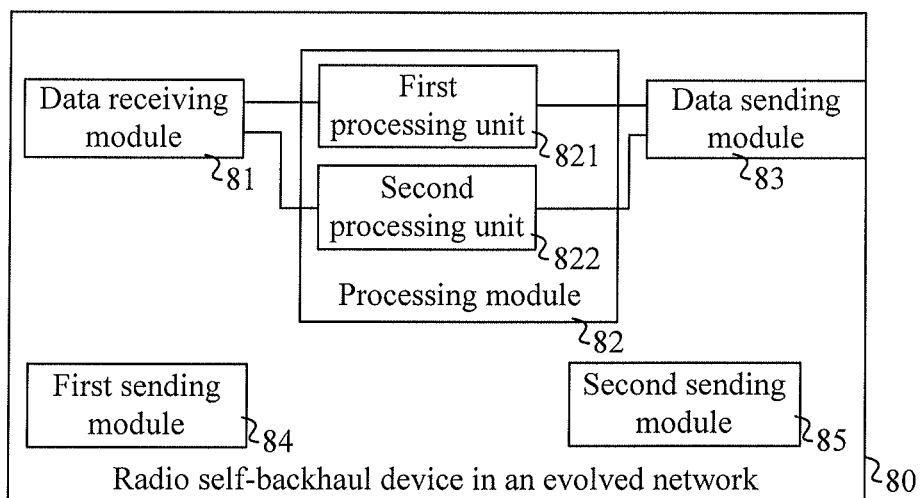 Data receiving
module
81
First
processing unit
821
Second
processing unit
822
Processing module
82
Data sending
module
83
First sending
module
84
Second sending
module
85
Radio self-backhaul device in an evolved network
80